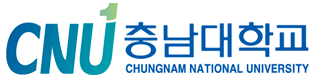 CNU 충남대학교
CHUNGNAM NATIONAL UNIVERSITY